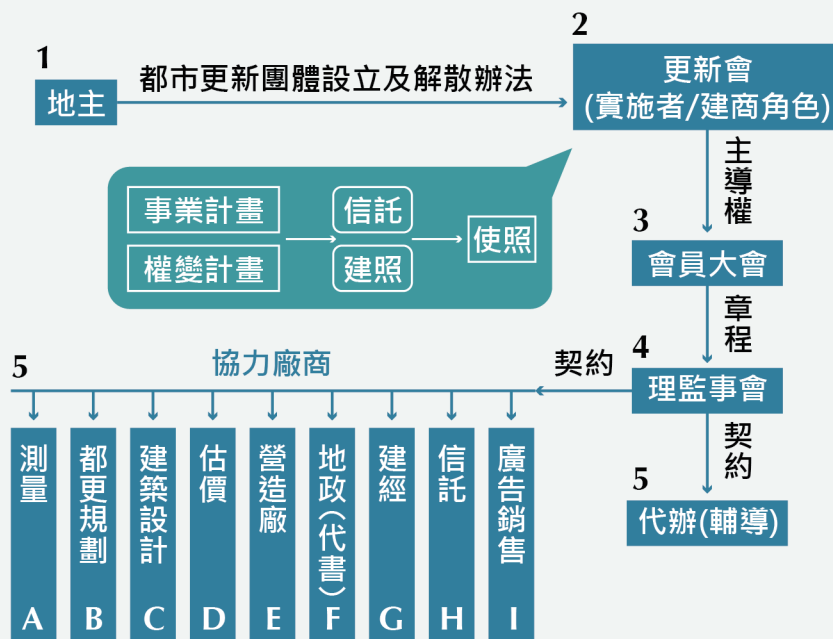 1
地主
都市更新團體設立及解散辦法
2
更新會
(實施者/建商角色)
主導權
事業計畫
權變計畫
信託
建照
使照
3
會員大會
章程
4
理監事會
契約
5
代辦(輔導)
契約
5
協力廠商
測量
A
都更規劃
B
建築設計
C
估價
D
營造廠
E
地政(代書)
F
建經
G
信託
H
廣告銷售
I